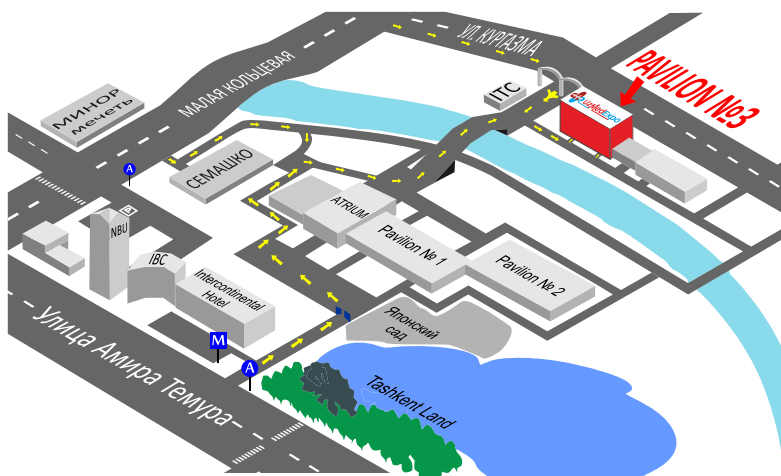 УЛ. КУРГАЗМА
PAVILION №3
МАЛАЯ КОЛЬЦЕВАЯ
ITC
UzMedExpo
МИНОР
мечеть
A
СЕМАШКО
ATRIUM
NBU
IBC
Pavilion № 1
Pavilion № 2
Intercontinental
Hotel
Японский
сад
M
A
Улица Амира Темура
Tashkent Land